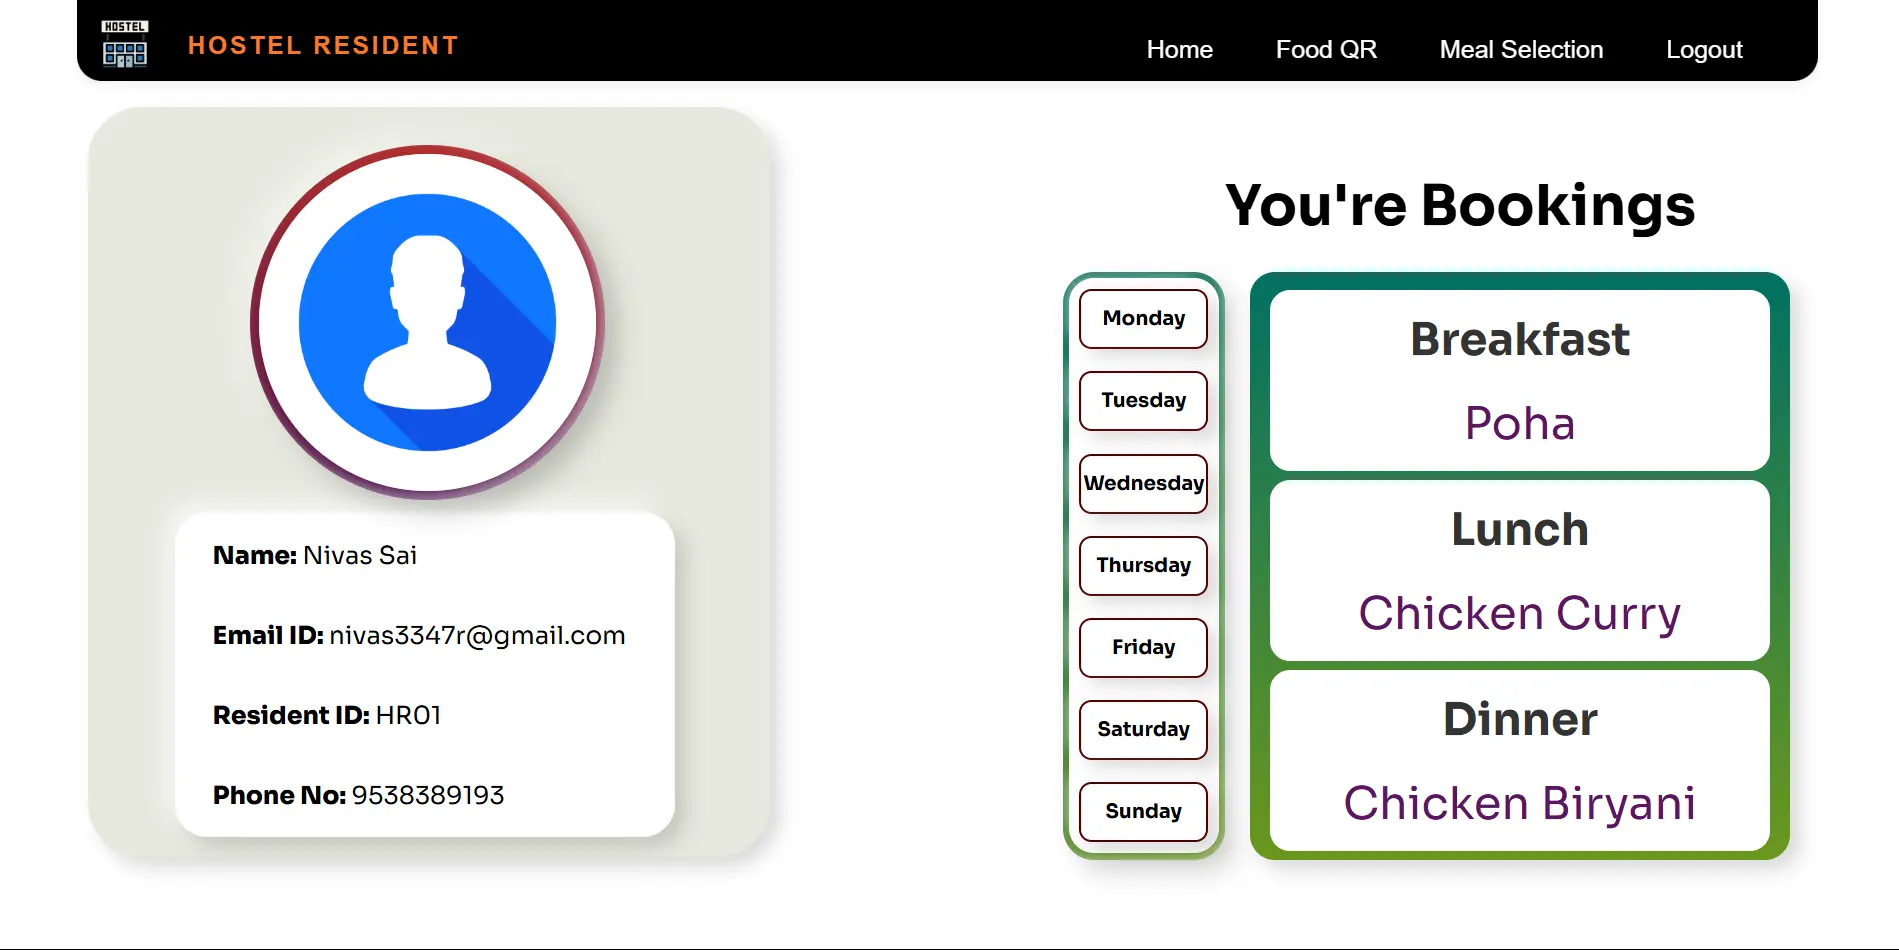 HOSTEL
HOSTEL RESIDENT
Home
Food QR
Meal Selection
Logout
Name: Nivas Sai
Email ID: nivas3347r@gmail.com
Resident ID: HR01
Phone No: 9538389193
You're Bookings
Monday
Tuesday
Wednesday
Thursday
Friday
Saturday
Sunday
Breakfast
Poha
Lunch
Chicken Curry
Dinner
Chicken Biryani